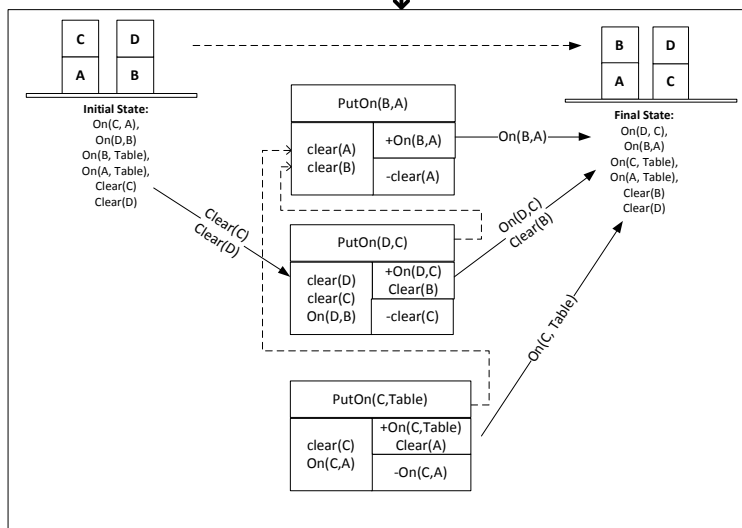 C
D
A
B
Initial State:
On(C, A),
On(D,B)
On(B, Table),
On(A, Table),
Clear(C)
Clear(D)
Clear(C)
Clear(D)
PutOn(B,A)
clear(A)
clear(B)
+On(B,A)
-clear(A)
On(B,A)
PutOn(D,C)
clear(D)
clear(C)
On(D,B)
+On(D,C)
Clear(B)
-clear(C)
On(D,C)
Clear(B)
PutOn(C,Table)
clear(C)
On(C,A)
+On(C,Table)
Clear(A)
-On(C,A)
On(C, Table)
B
D
A
C
Final State:
On(D, C),
On(B,A)
On(C, Table),
On(A, Table),
Clear(B)
Clear(D)